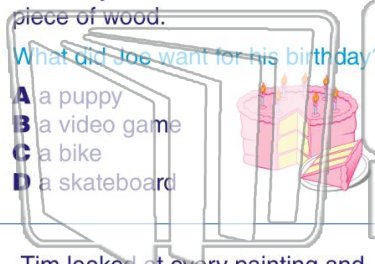 piece of wood.
What did Joe want for his birthday?
A a puppy
B a video game
C a bike
D a skateboard
Tim looked at every painting and